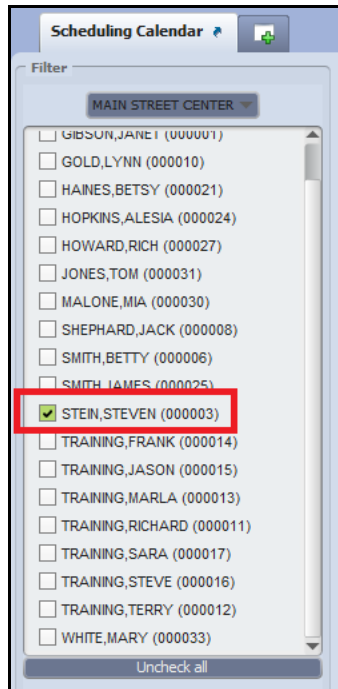 Scheduling Calendar
Filter
MAIN STREET CENTER
GIBSON,JANET (000001)
GOLD,LYNN (000010)
HAINES,BETSY (000021)
HOPKINS,ALESIA (000024)
HOWARD,RICH (000027)
JONES,TOM (000031)
MALONE,MIA (000030)
SHEPHARD,JACK (000008)
SMITH,BETTY (000006)
SMITH,JAMES (000025)
STEIN,STEVEN (000003)
TRAINING,FRANK (000014)
TRAINING,JASON (000015)
TRAINING,MARLA (000013)
TRAINING,RICHARD (000011)
TRAINING,SARA (000017)
TRAINING,STEVE (000016)
TRAINING,TERRY (000012)
WHITE,MARY (000033)
Uncheck all